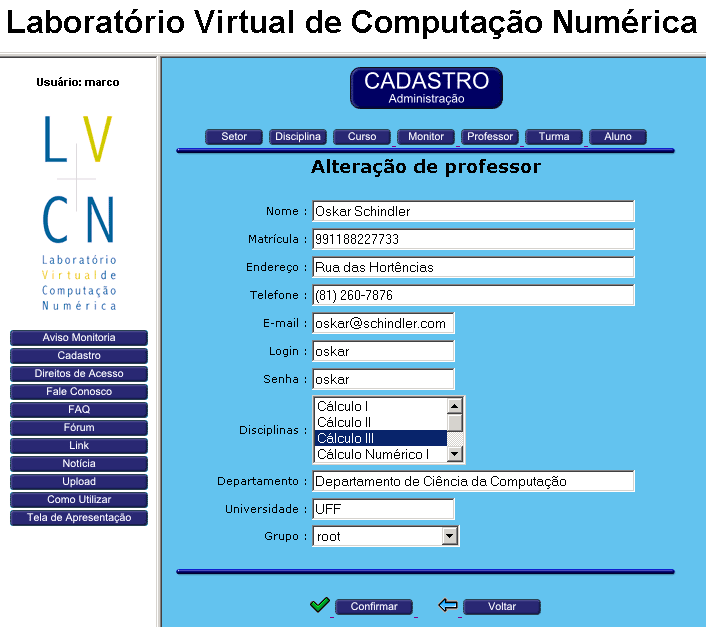 Laboratório Virtual de Computação Numérica
Usuário: marco
L V
C N
Laboratório
Virtual de
Computação
Numérica
Aviso Monitoria
Cadastro
Direitos de Acesso
Fale Conosco
FAQ
Fórum
Link
Notícia
Upload
Como Utilizar
Tela de Apresentação
CADASTRO
Administração
Setor Disciplina Curso Monitor Professor Turma Aluno
Alteração de professor
Nome : Oskar Schindler
Matrícula : 991188227733
Endereço : Rua das Hortências
Telefone : (81) 260-7876
E-mail : oskar@schindler.com
Login : oskar
Senha : oskar
Disciplinas : Cálculo I
Cálculo II
Cálculo III
Cálculo Numérico I
Departamento : Departamento de Ciência da Computação
Universidade : UFF
Grupo : root
Confirmar Voltar